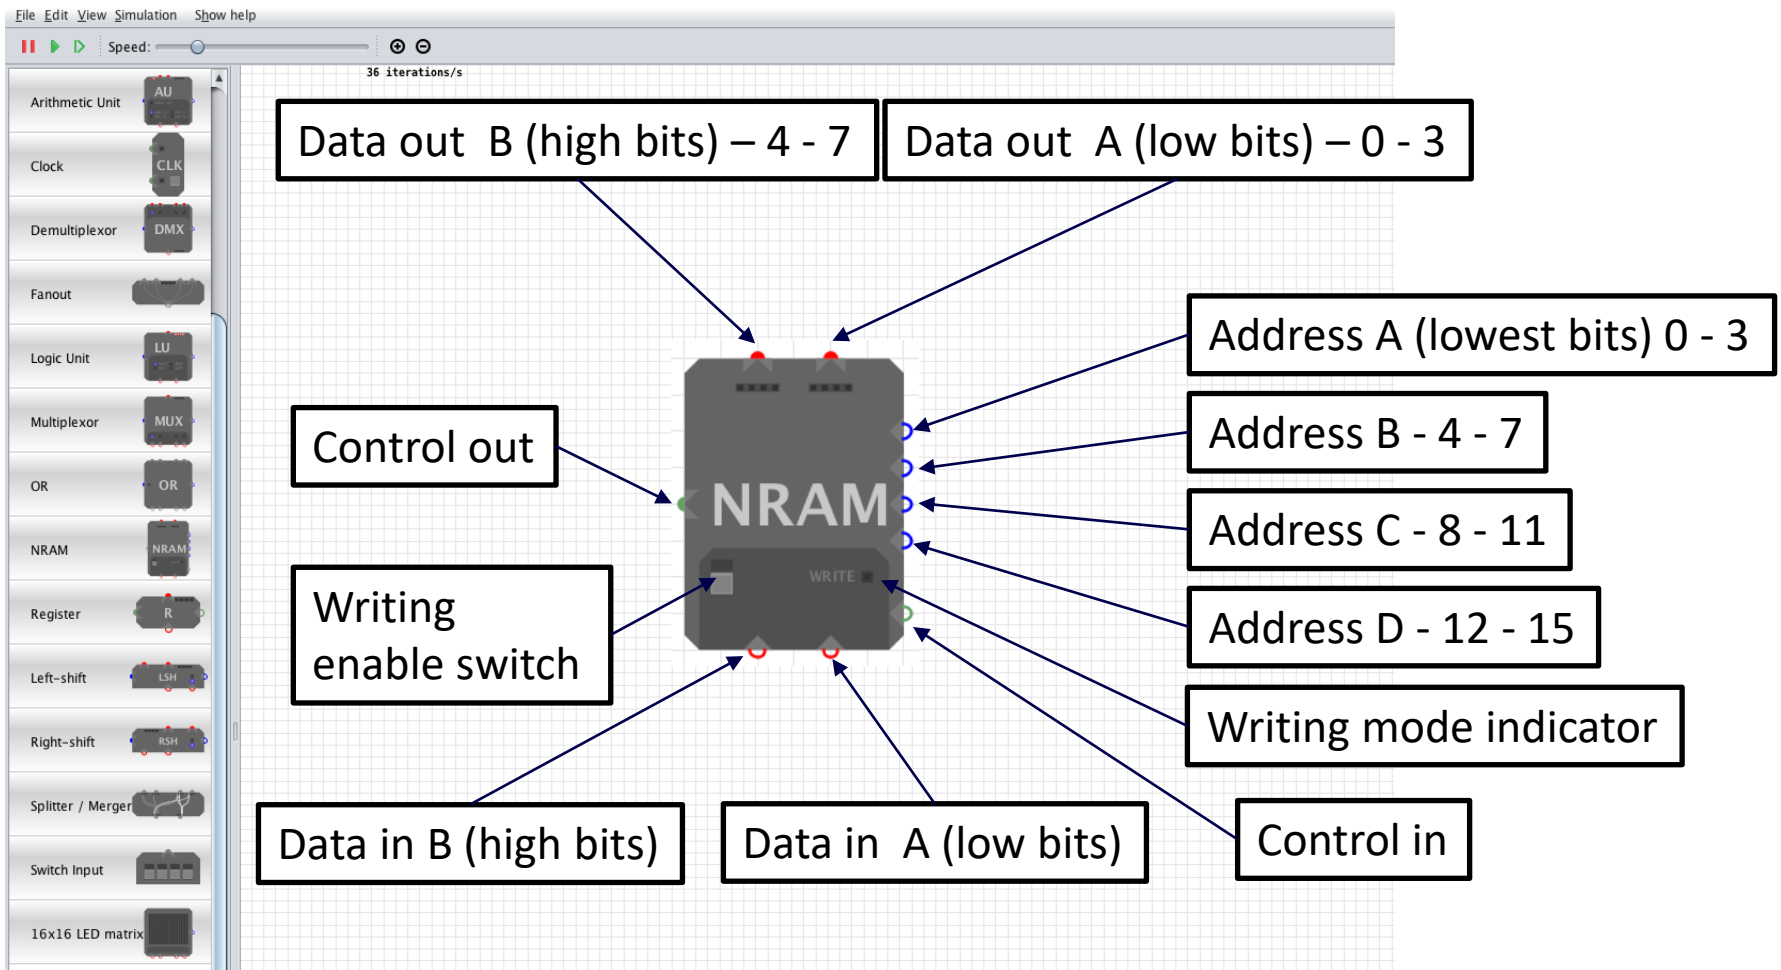 File Edit View Simulation Show help
Speed:
36 iterations/s
Arithmetic Unit
AU
Clock
CLK
Demultiplexor
DMX
Fanout
Logic Unit
LU
Multiplexor
MUX
OR
OR
NRAM
NRAM
Register
R
Left-shift
LSH
Right-shift
RSH
Splitter / Merger
Switch Input
16x16 LED matrix
Data out B (high bits) – 4 - 7
Data out A (low bits) – 0 - 3
Address A (lowest bits) 0 - 3
Address B - 4 - 7
Control out
NRAM
Address C - 8 - 11
WRITE
Writing
enable switch
Address D - 12 - 15
Writing mode indicator
Data in B (high bits)
Data in A (low bits)
Control in